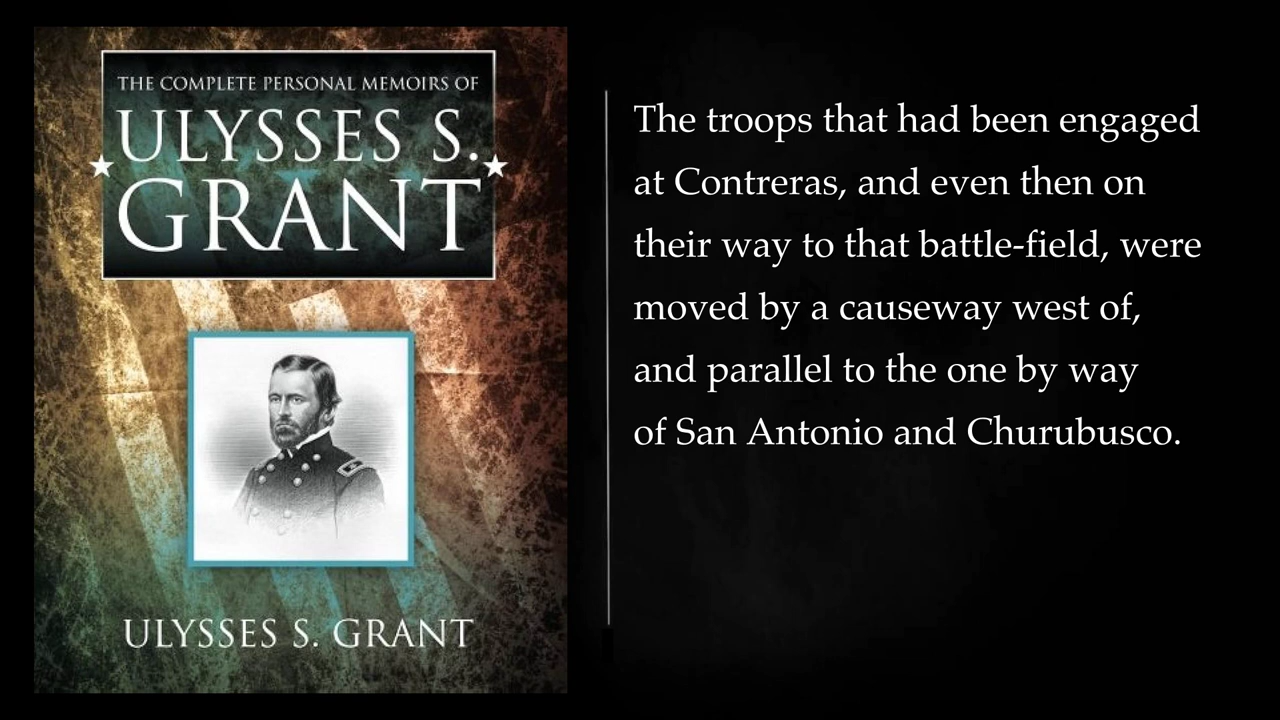 THE COMPLETE PERSONAL MEMOIRS OF
ULYSSES S.
GRANT
ULYSSES S. GRANT
The troops that had been engaged
at Contreras, and even then on
their way to that battle-field, were
moved by a causeway west of,
and parallel to the one by way
of San Antonio and Churubusco.